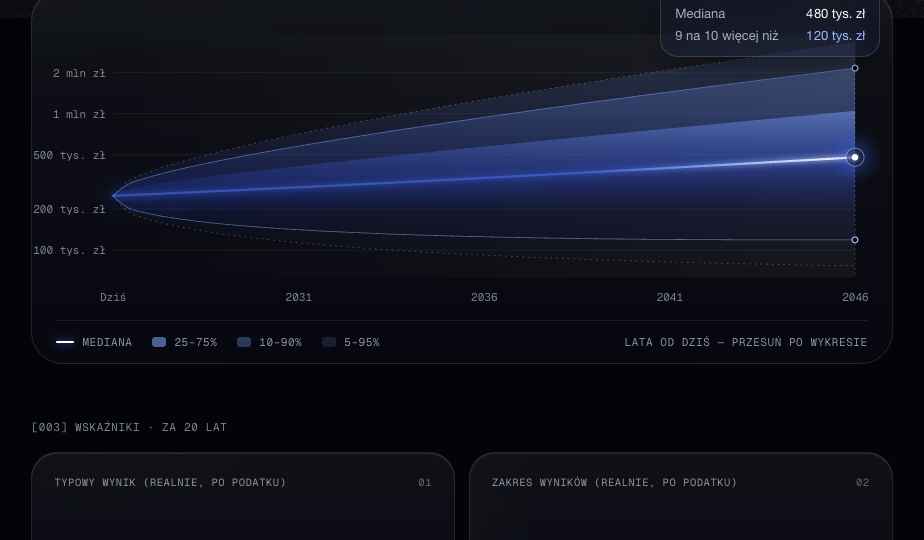 Mediana 480 tys. zł
9 na 10 więcej niż 120 tys. zł
2 mln zł
1 mln zł
500 tys. zł
200 tys. zł
100 tys. zł
Dziś 2031 2036 2041 2046
MEDIANA 25–75% 10–90% 5–95% LATA OD DZIŚ — PRZESUŃ PO WYKRESIE
[003] WSKAŹNIKI · ZA 20 LAT
TYPOWY WYNIK (REALNIE, PO PODATKU) 01
ZAKRES WYNIKÓW (REALNIE, PO PODATKU) 02